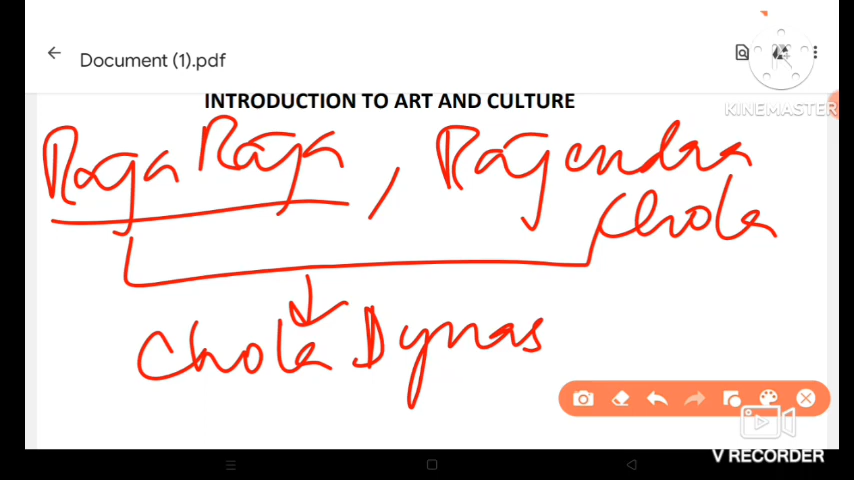 Document (1).pdf
KINEMASTER
INTRODUCTION TO ART AND CULTURE
Raja Raja, Rajendra
Chola
Chola Dynas
V RECORDER